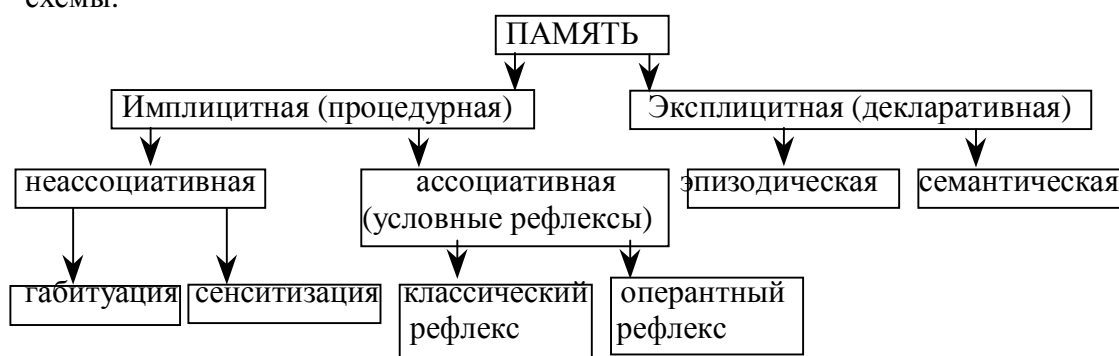 схемы.
ПАМЯТЬ
Имплицитная (процедурная) Эксплицитная (декларативная)
неассоциативная ассоциативная эпизодическая семантическая
(условные рефлексы)
габитуация сенситизация классический оперантный
рефлекс рефлекс